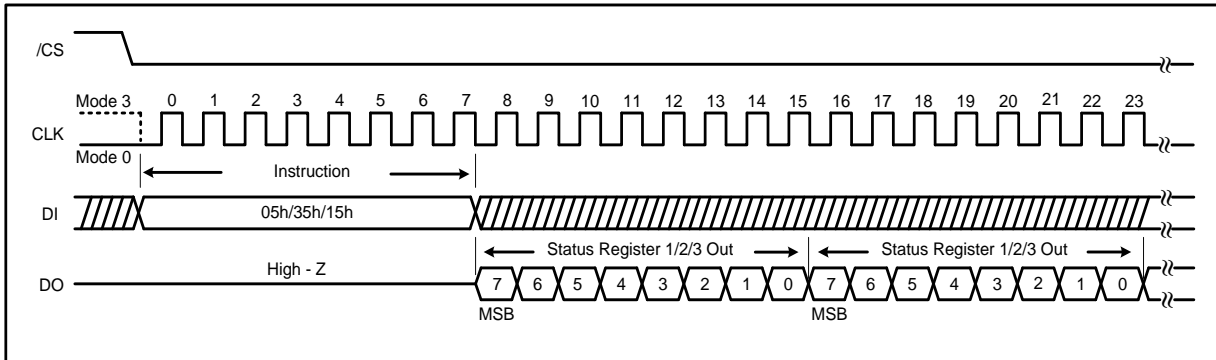 /CS
Mode 3
0 1 2 3 4 5 6 7 8 9 10 11 12 13 14 15 16 17 18 19 20 21 22 23
CLK
Mode 0
Instruction
DI
05h/35h/15h
Status Register 1/2/3 Out
Status Register 1/2/3 Out
High - Z
DO
7 6 5 4 3 2 1 0 7 6 5 4 3 2 1 0
MSB
MSB